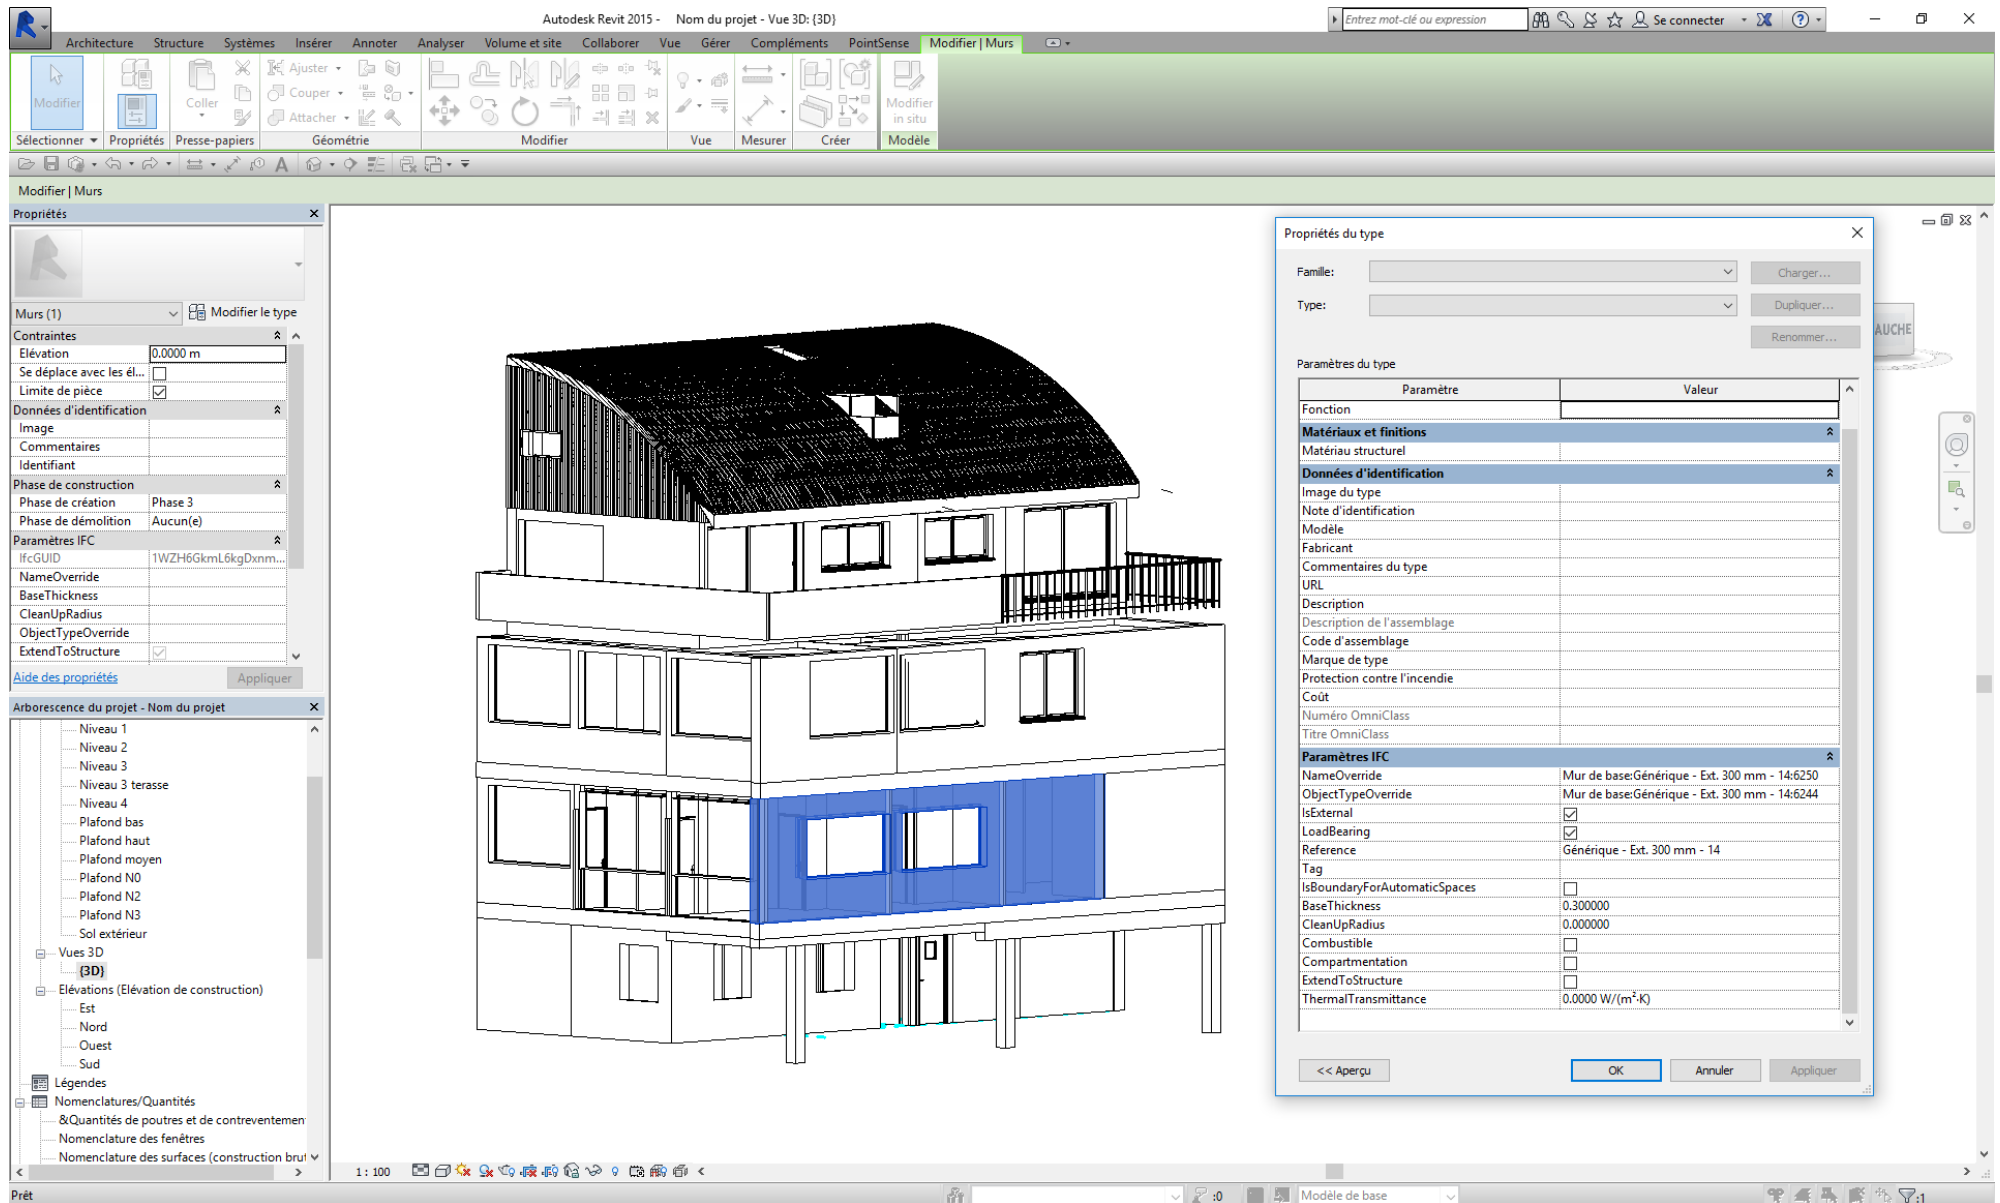 Autodesk Revit 2015 - Nom du projet - Vue 3D: {3D}
Entrez mot-clé ou expression
Se connecter
Architecture Structure Systèmes Insérer Annoter Analyser Volume et site Collaborer Vue Gérer Compléments PointSense Modifier | Murs
Modifier
Coller
Ajuster
Couper
Attacher
Modifier
in situ
Sélectionner Propriétés Presse-papiers Géométrie Modifier Vue Mesurer Créer Modèle
Modifier | Murs
Propriétés
Murs (1)
Modifier le type
Contraintes
Elévation 0.0000 m
Se déplace avec les él...
Limite de pièce
Données d'identification
Image
Commentaires
Identifiant
Phase de construction
Phase de création Phase 3
Phase de démolition Aucun(e)
Paramètres IFC
IfcGUID 1WZH6GkmL6kgDxnm...
NameOverride
BaseThickness
CleanUpRadius
ObjectTypeOverride
ExtendToStructure
Aide des propriétés Appliquer
Arborescence du projet - Nom du projet
Niveau 1
Niveau 2
Niveau 3
Niveau 3 terasse
Niveau 4
Plafond bas
Plafond haut
Plafond moyen
Plafond N0
Plafond N2
Plafond N3
Sol extérieur
Vues 3D
{3D}
Elévations (Elévation de construction)
Est
Nord
Ouest
Sud
Légendes
Nomenclatures/Quantités
&Quantités de poutres et de contreventemen
Nomenclature des fenêtres
Nomenclature des surfaces (construction brut
Propriétés du type
Famille: Charger...
Type: Dupliquer...
Renommer...
Paramètres du type
Paramètre Valeur
Fonction
Matériaux et finitions
Matériau structurel
Données d'identification
Image du type
Note d'identification
Modèle
Fabricant
Commentaires du type
URL
Description
Description de l'assemblage
Code d'assemblage
Marque de type
Protection contre l'incendie
Coût
Numéro OmniClass
Titre OmniClass
Paramètres IFC
NameOverride Mur de base:Générique - Ext. 300 mm - 14:6250
ObjectTypeOverride Mur de base:Générique - Ext. 300 mm - 14:6244
IsExternal
LoadBearing
Reference Générique - Ext. 300 mm - 14
Tag
IsBoundaryForAutomaticSpaces
BaseThickness 0.300000
CleanUpRadius 0.000000
Combustible
Compartmentation
ExtendToStructure
ThermalTransmittance 0.0000 W/(m²·K)
<< Aperçu OK Annuler Appliquer
AUCHE
1 : 100
Prêt
:0
Modèle de base
:1